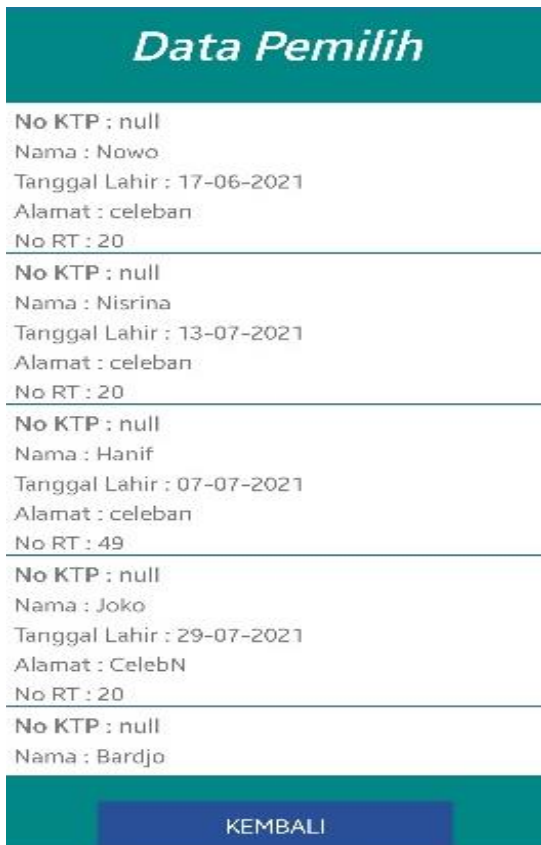 Data Pemilih
No KTP : null
Nama : Nowo
Tanggal Lahir : 17-06-2021
Alamat : celeban
No RT : 20
No KTP : null
Nama : Nisrina
Tanggal Lahir : 13-07-2021
Alamat : celeban
No RT : 20
No KTP : null
Nama : Hanif
Tanggal Lahir : 07-07-2021
Alamat : celeban
No RT : 49
No KTP : null
Nama : Joko
Tanggal Lahir : 29-07-2021
Alamat : CelebN
No RT : 20
No KTP : null
Nama : Bardjo
KEMBALI